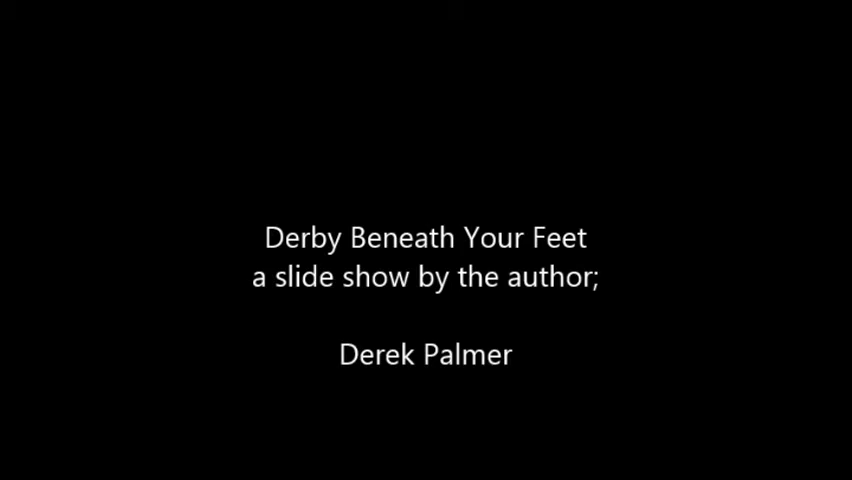 Derby Beneath Your Feet
a slide show by the author;
Derek Palmer